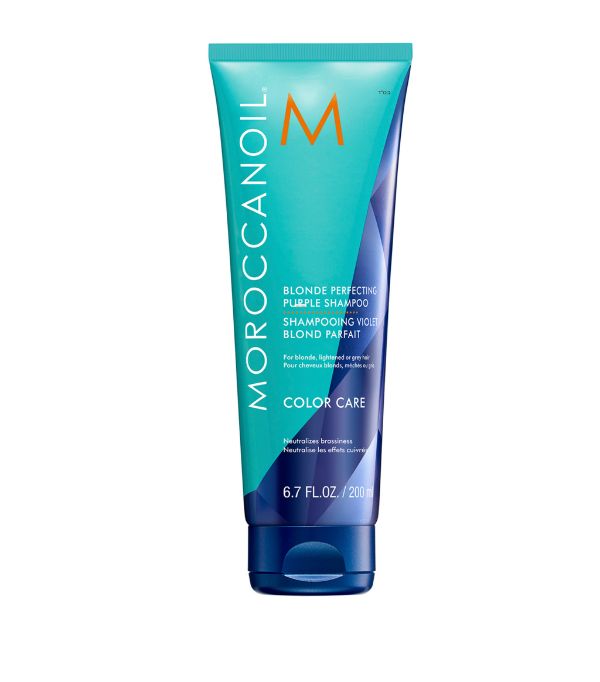 MOROCCANOIL®
M
BLONDE PERFECTING
PURPLE SHAMPOO
SHAMPOOING VIOLET
BLOND PARFAIT
For blonde, lightened or grey hair
Pour cheveux blonds, méchés ou gris
COLOR CARE
Neutralizes brassiness
Neutralise les effets cuivrés
6.7 FL.OZ. / 200 ml